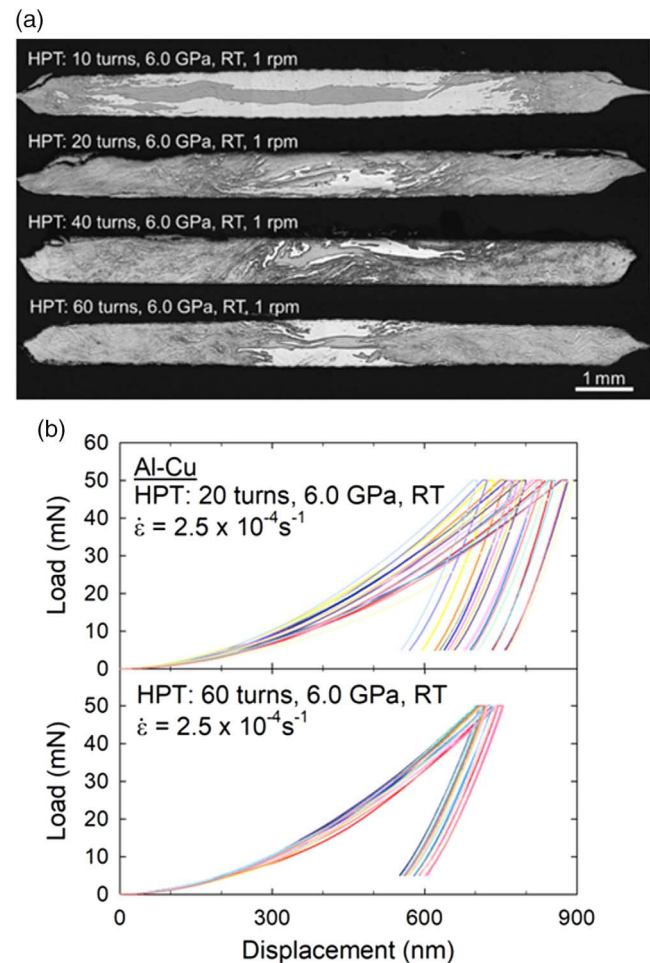 (a)
HPT: 10 turns, 6.0 GPa, RT, 1 rpm
HPT: 20 turns, 6.0 GPa, RT, 1 rpm
HPT: 40 turns, 6.0 GPa, RT, 1 rpm
HPT: 60 turns, 6.0 GPa, RT, 1 rpm
1 mm
(b)
60
50
40
30
20
10
0
Load (mN)
Al-Cu
HPT: 20 turns, 6.0 GPa, RT
ε̇ = 2.5 x 10⁻⁴s⁻¹
50
40
30
20
10
0
Load (mN)
HPT: 60 turns, 6.0 GPa, RT
ε̇ = 2.5 x 10⁻⁴s⁻¹
0 300 600 900
Displacement (nm)